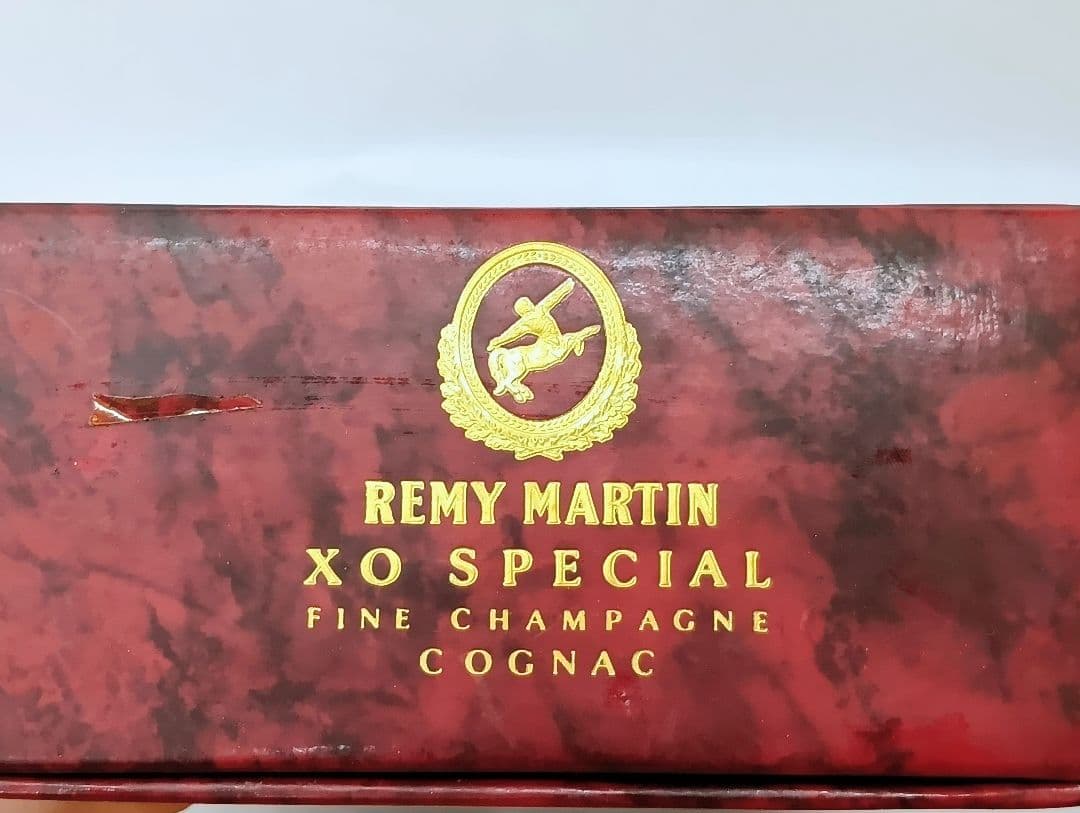 REMY MARTIN
XO SPECIAL
FINE CHAMPAGNE
COGNAC